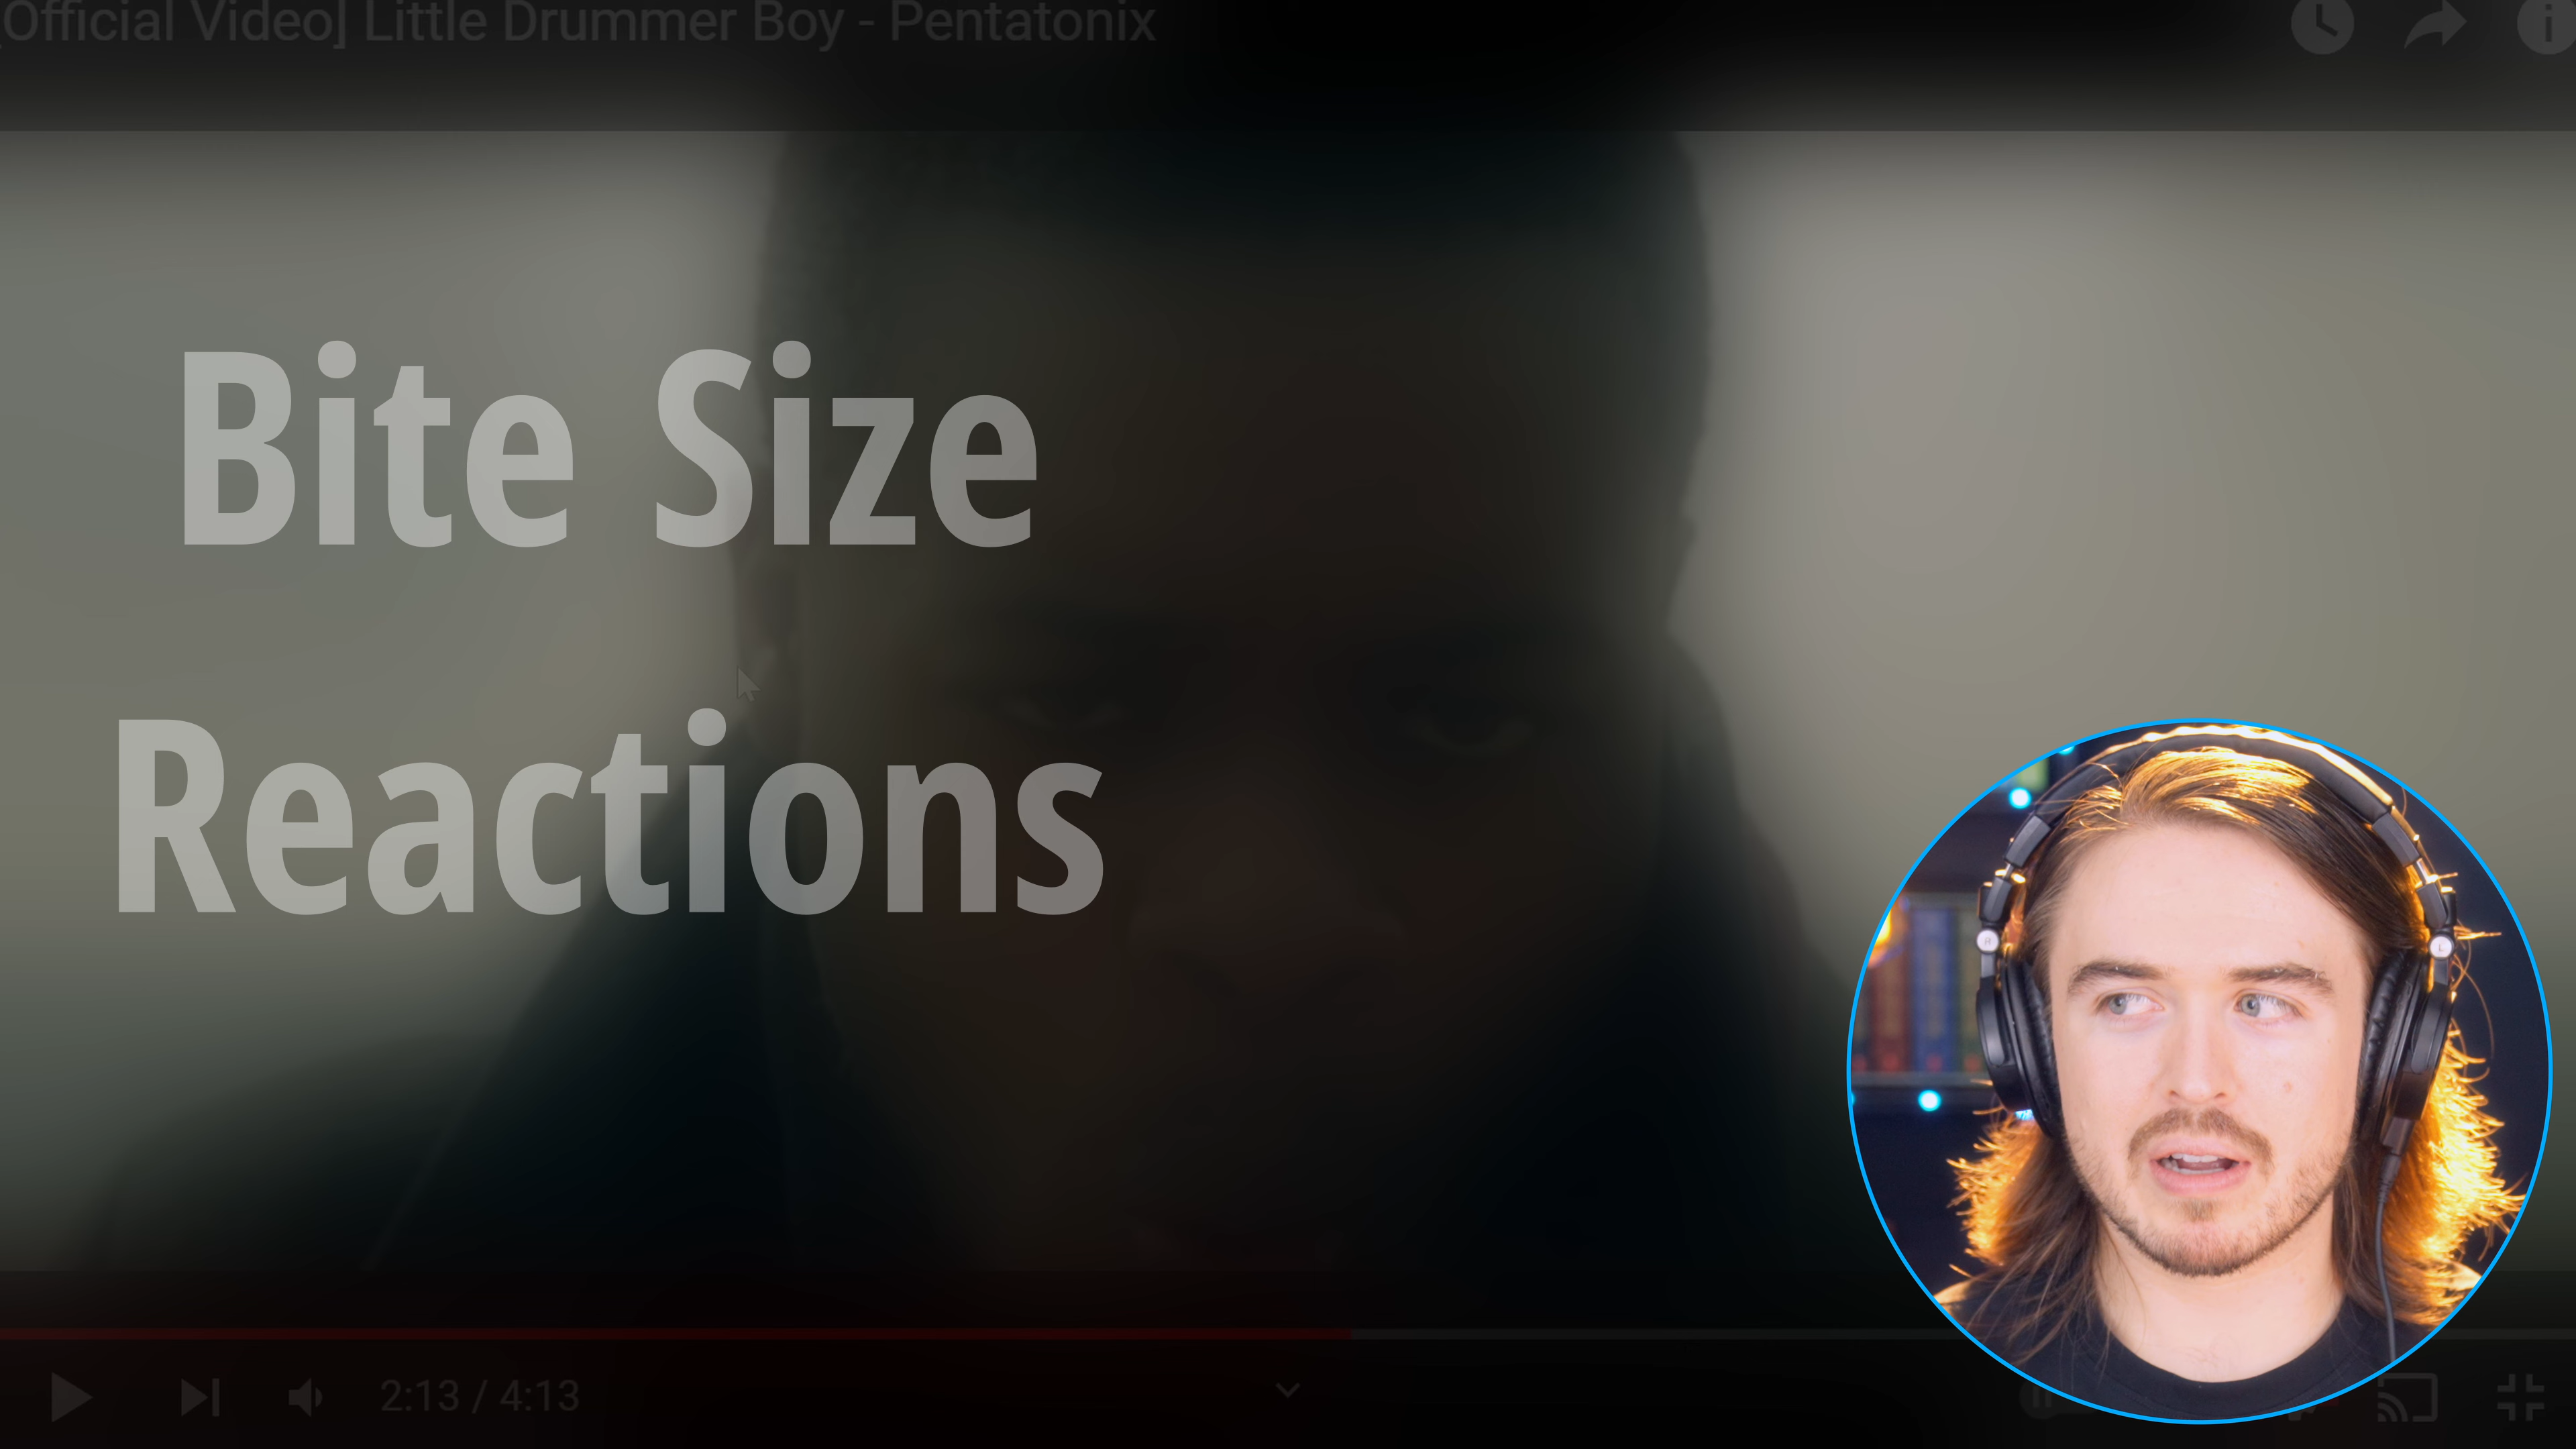 [Official Video] Little Drummer Boy - Pentatonix
Bite Size
Reactions
2:13 / 4:13